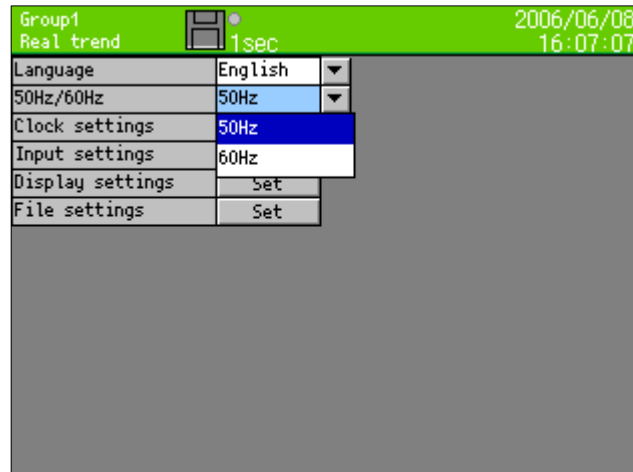 Group1
Real trend
1sec
2006/06/08
16:07:07
Language English
50Hz/60Hz 50Hz
Clock settings 50Hz
Input settings 60Hz
Display settings Set
File settings Set